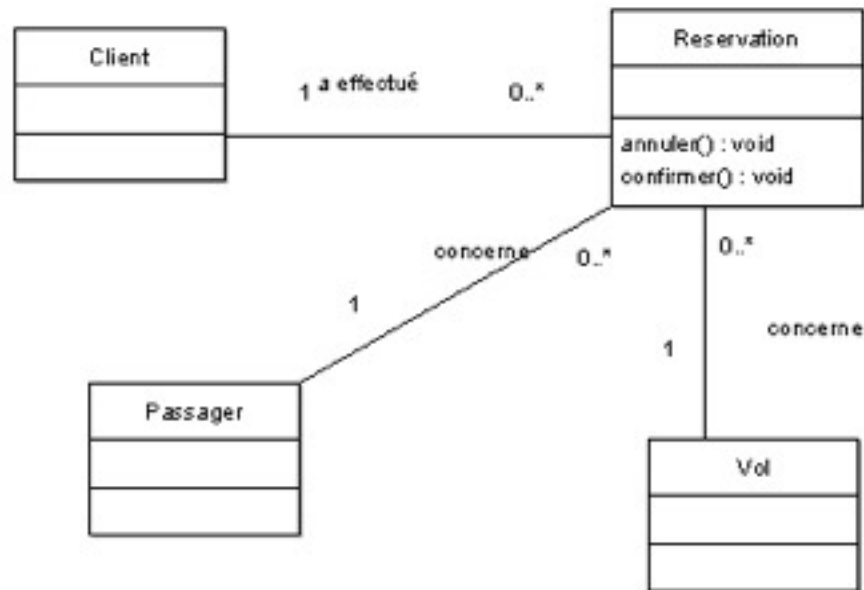 Client
1 a effectué 0..*
Reservation
annuler() : void
confirmer() : void
concerne 0..*
1
0..*
concerne
1
Passager
Vol